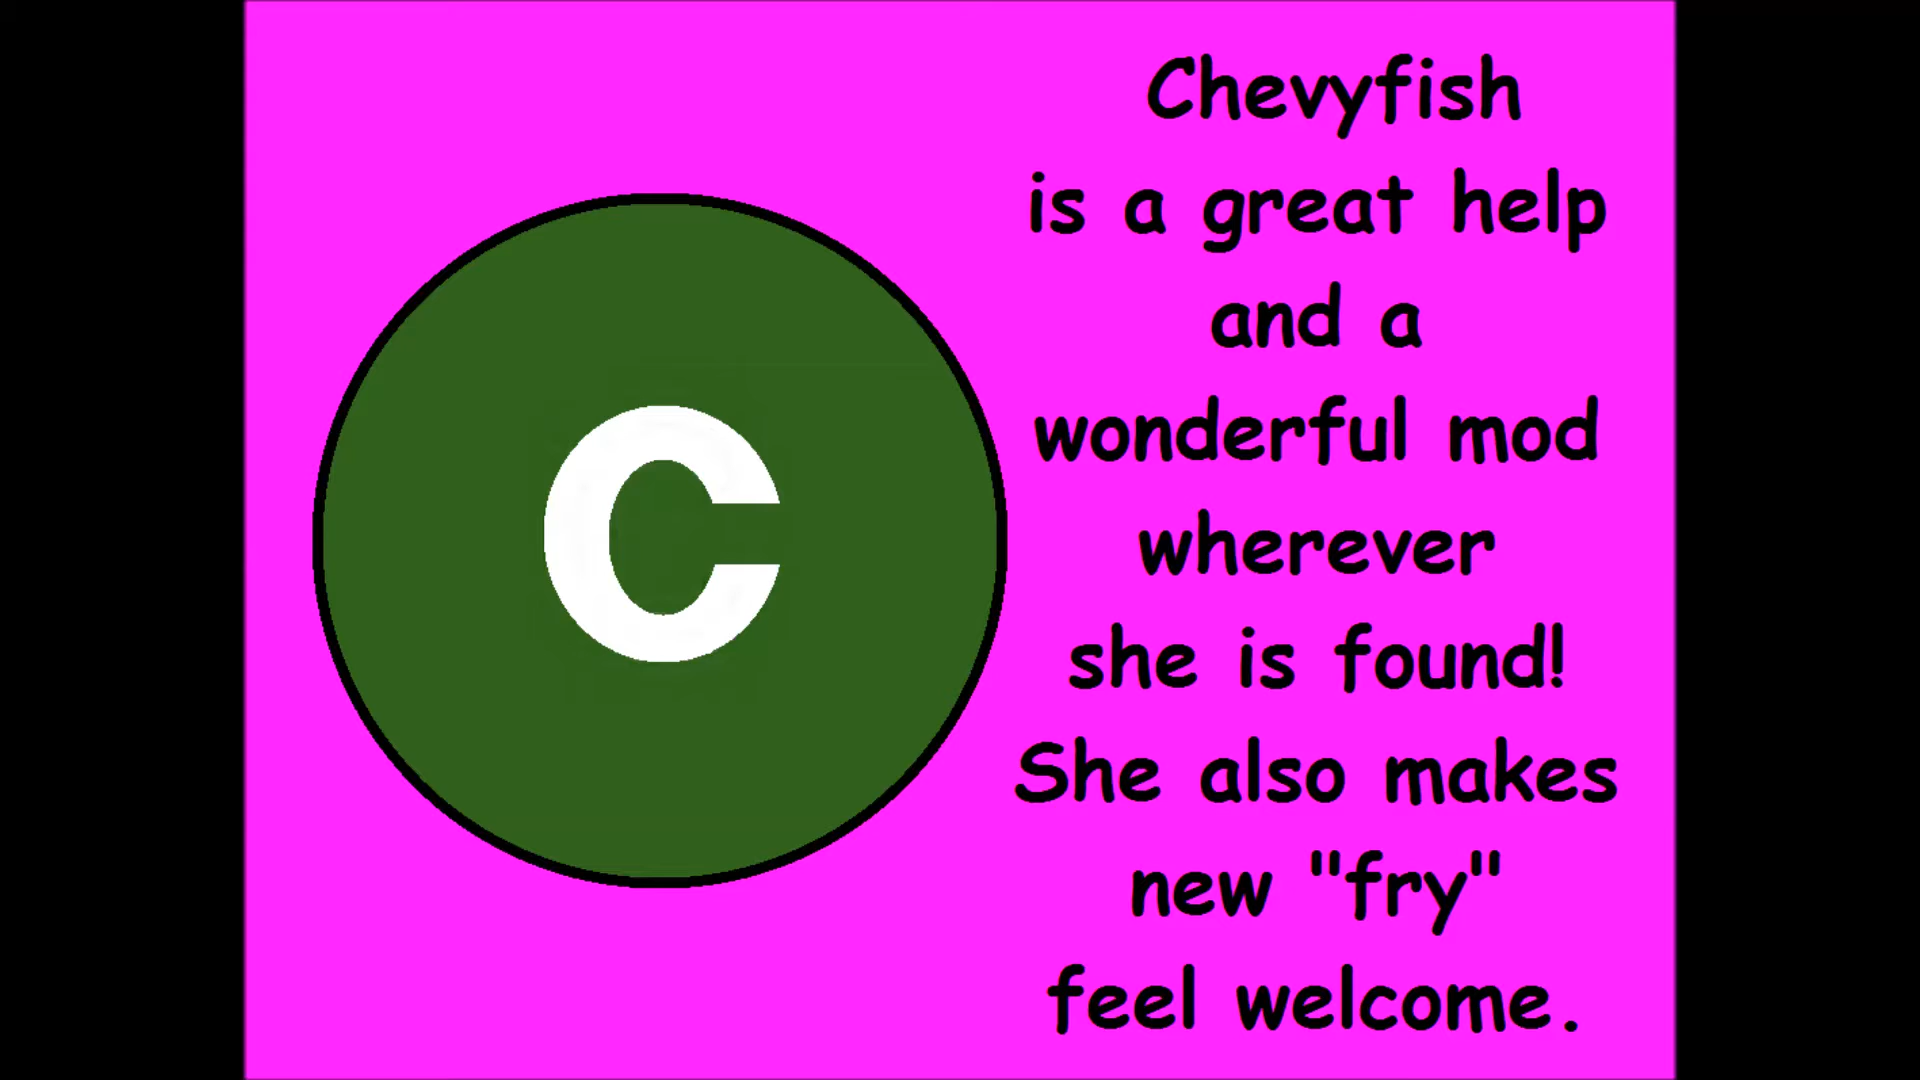 C
Chevyfish
is a great help
and a
wonderful mod
wherever
she is found!
She also makes
new "fry"
feel welcome.